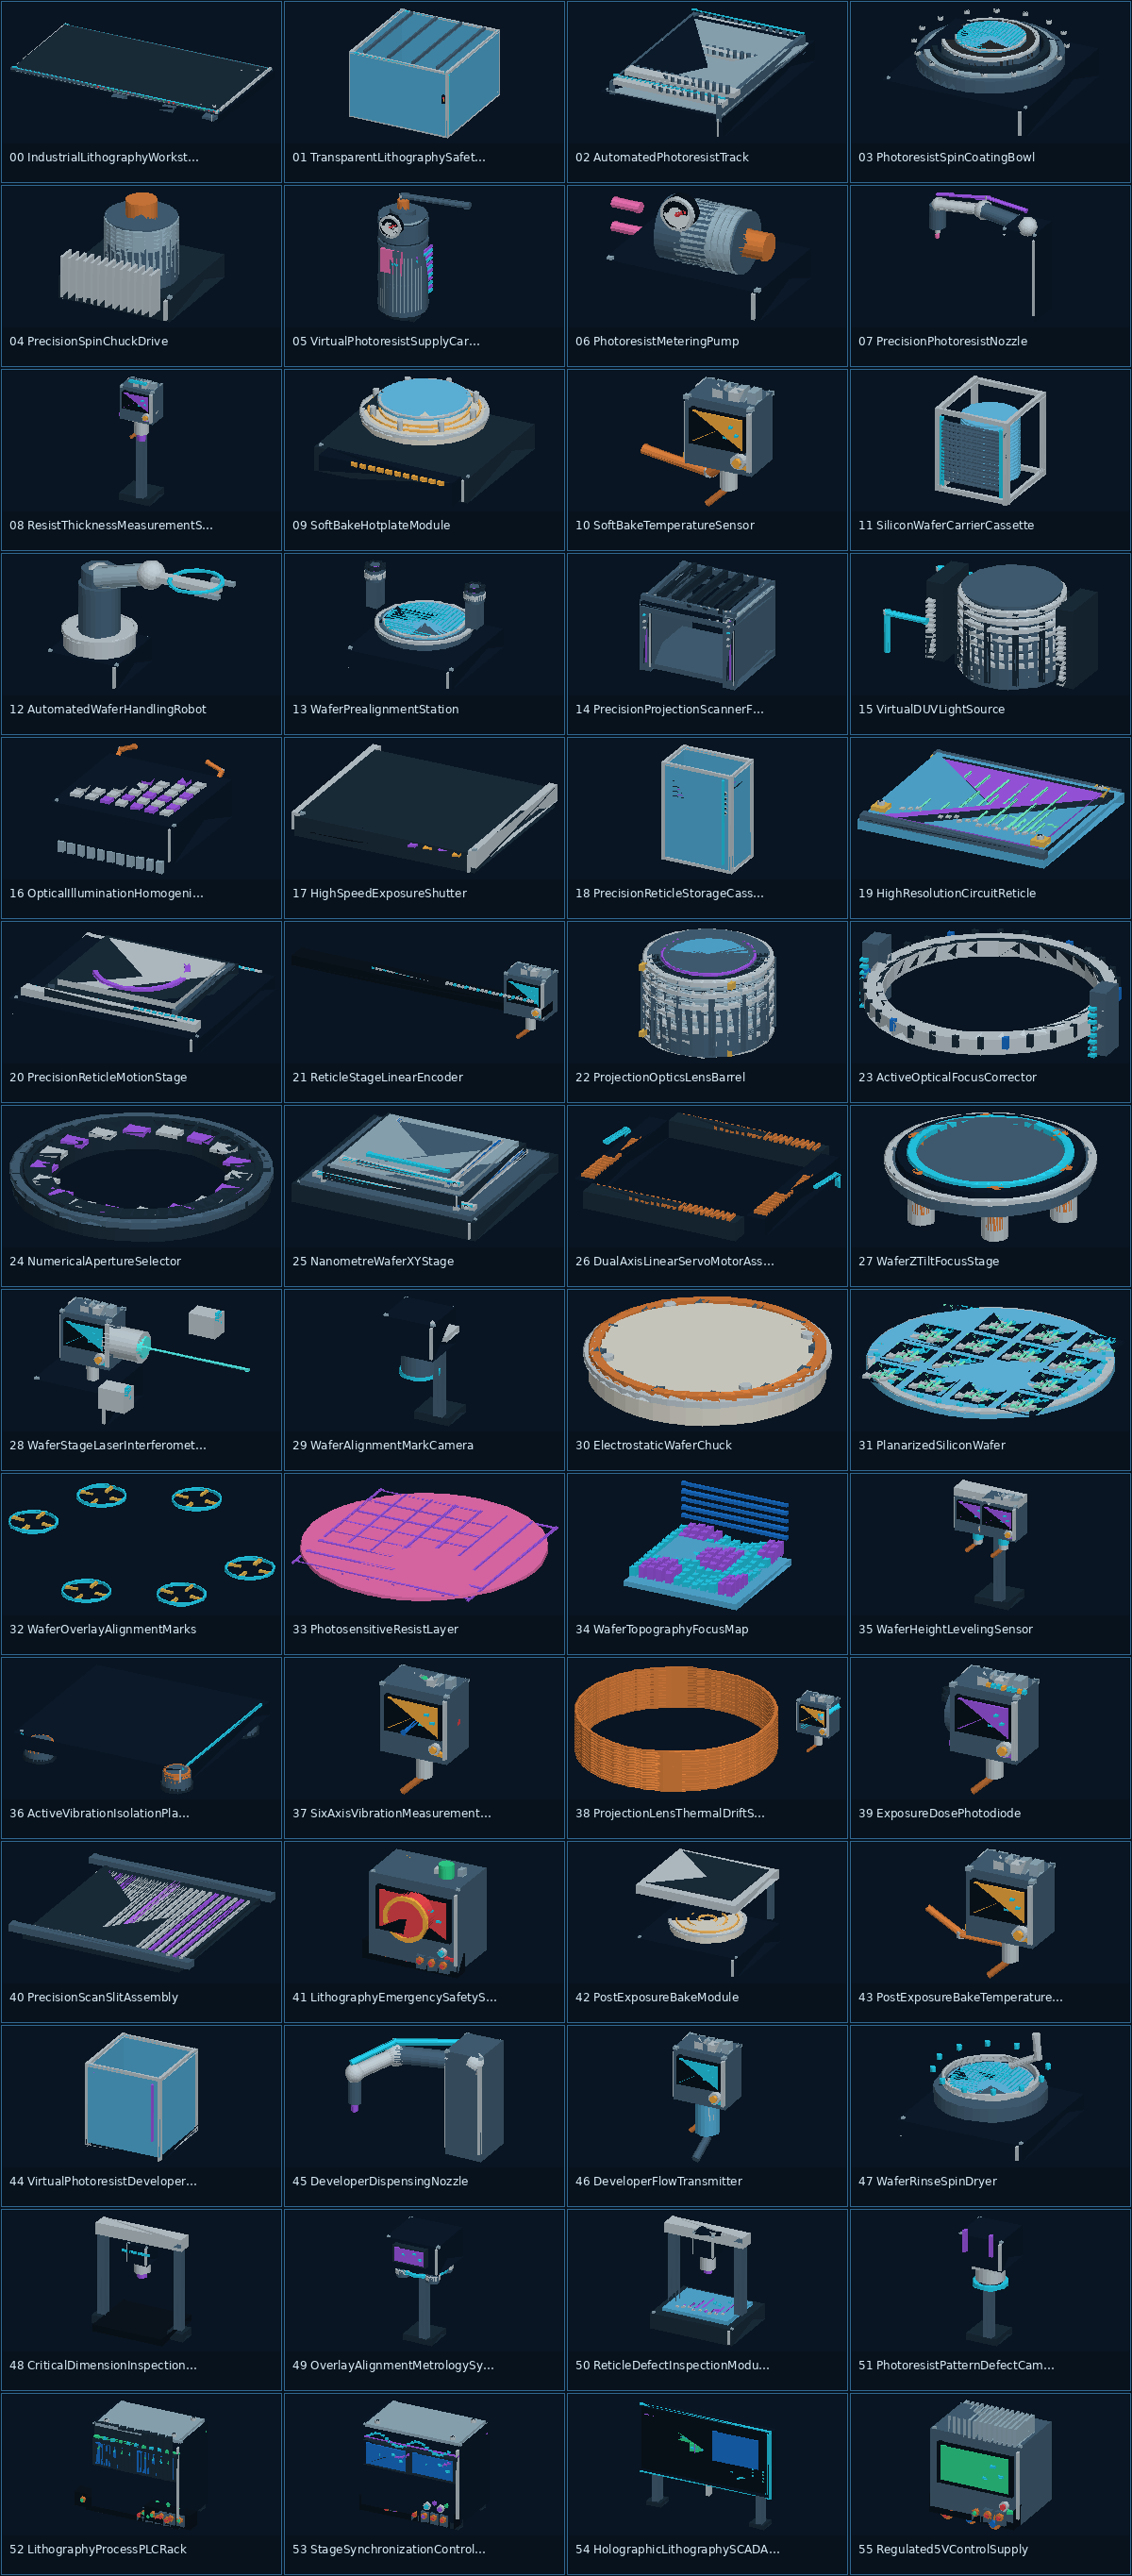 00 IndustrialLithographyWorkst...
01 TransparentLithographySafet...
02 AutomatedPhotoresistTrack
03 PhotoresistSpinCoatingBowl
04 PrecisionSpinChuckDrive
05 VirtualPhotoresistSupplyCar...
06 PhotoresistMeteringPump
07 PrecisionPhotoresistNozzle
08 ResistThicknessMeasurementS...
09 SoftBakeHotplateModule
10 SoftBakeTemperatureSensor
11 SiliconWaferCarrierCassette
12 AutomatedWaferHandlingRobot
13 WaferPrealignmentStation
14 PrecisionProjectionScannerF...
15 VirtualDUVLightSource
16 OpticalIlluminationHomogeni...
17 HighSpeedExposureShutter
18 PrecisionReticleStorageCass...
19 HighResolutionCircuitReticle
20 PrecisionReticleMotionStage
21 ReticleStageLinearEncoder
22 ProjectionOpticsLensBarrel
23 ActiveOpticalFocusCorrector
24 NumericalApertureSelector
25 NanometreWaferXYStage
26 DualAxisLinearServoMotorAss...
27 WaferZTiltFocusStage
28 WaferStageLaserInterferomet...
29 WaferAlignmentMarkCamera
30 ElectrostaticWaferChuck
31 PlanarizedSiliconWafer
32 WaferOverlayAlignmentMarks
33 PhotosensitiveResistLayer
34 WaferTopographyFocusMap
35 WaferHeightLevelingSensor
36 ActiveVibrationIsolationPla...
37 SixAxisVibrationMeasurement...
38 ProjectionLensThermalDriftS...
39 ExposureDosePhotodiode
40 PrecisionScanSlitAssembly
41 LithographyEmergencySafetyS...
42 PostExposureBakeModule
43 PostExposureBakeTemperature...
44 VirtualPhotoresistDeveloper...
45 DeveloperDispensingNozzle
46 DeveloperFlowTransmitter
47 WaferRinseSpinDryer
48 CriticalDimensionInspection...
49 OverlayAlignmentMetrologySy...
50 ReticleDefectInspectionModu...
51 PhotoresistPatternDefectCam...
52 LithographyProcessPLCRack
53 StageSynchronizationControl...
54 HolographicLithographySCADA...
55 Regulated5VControlSupply